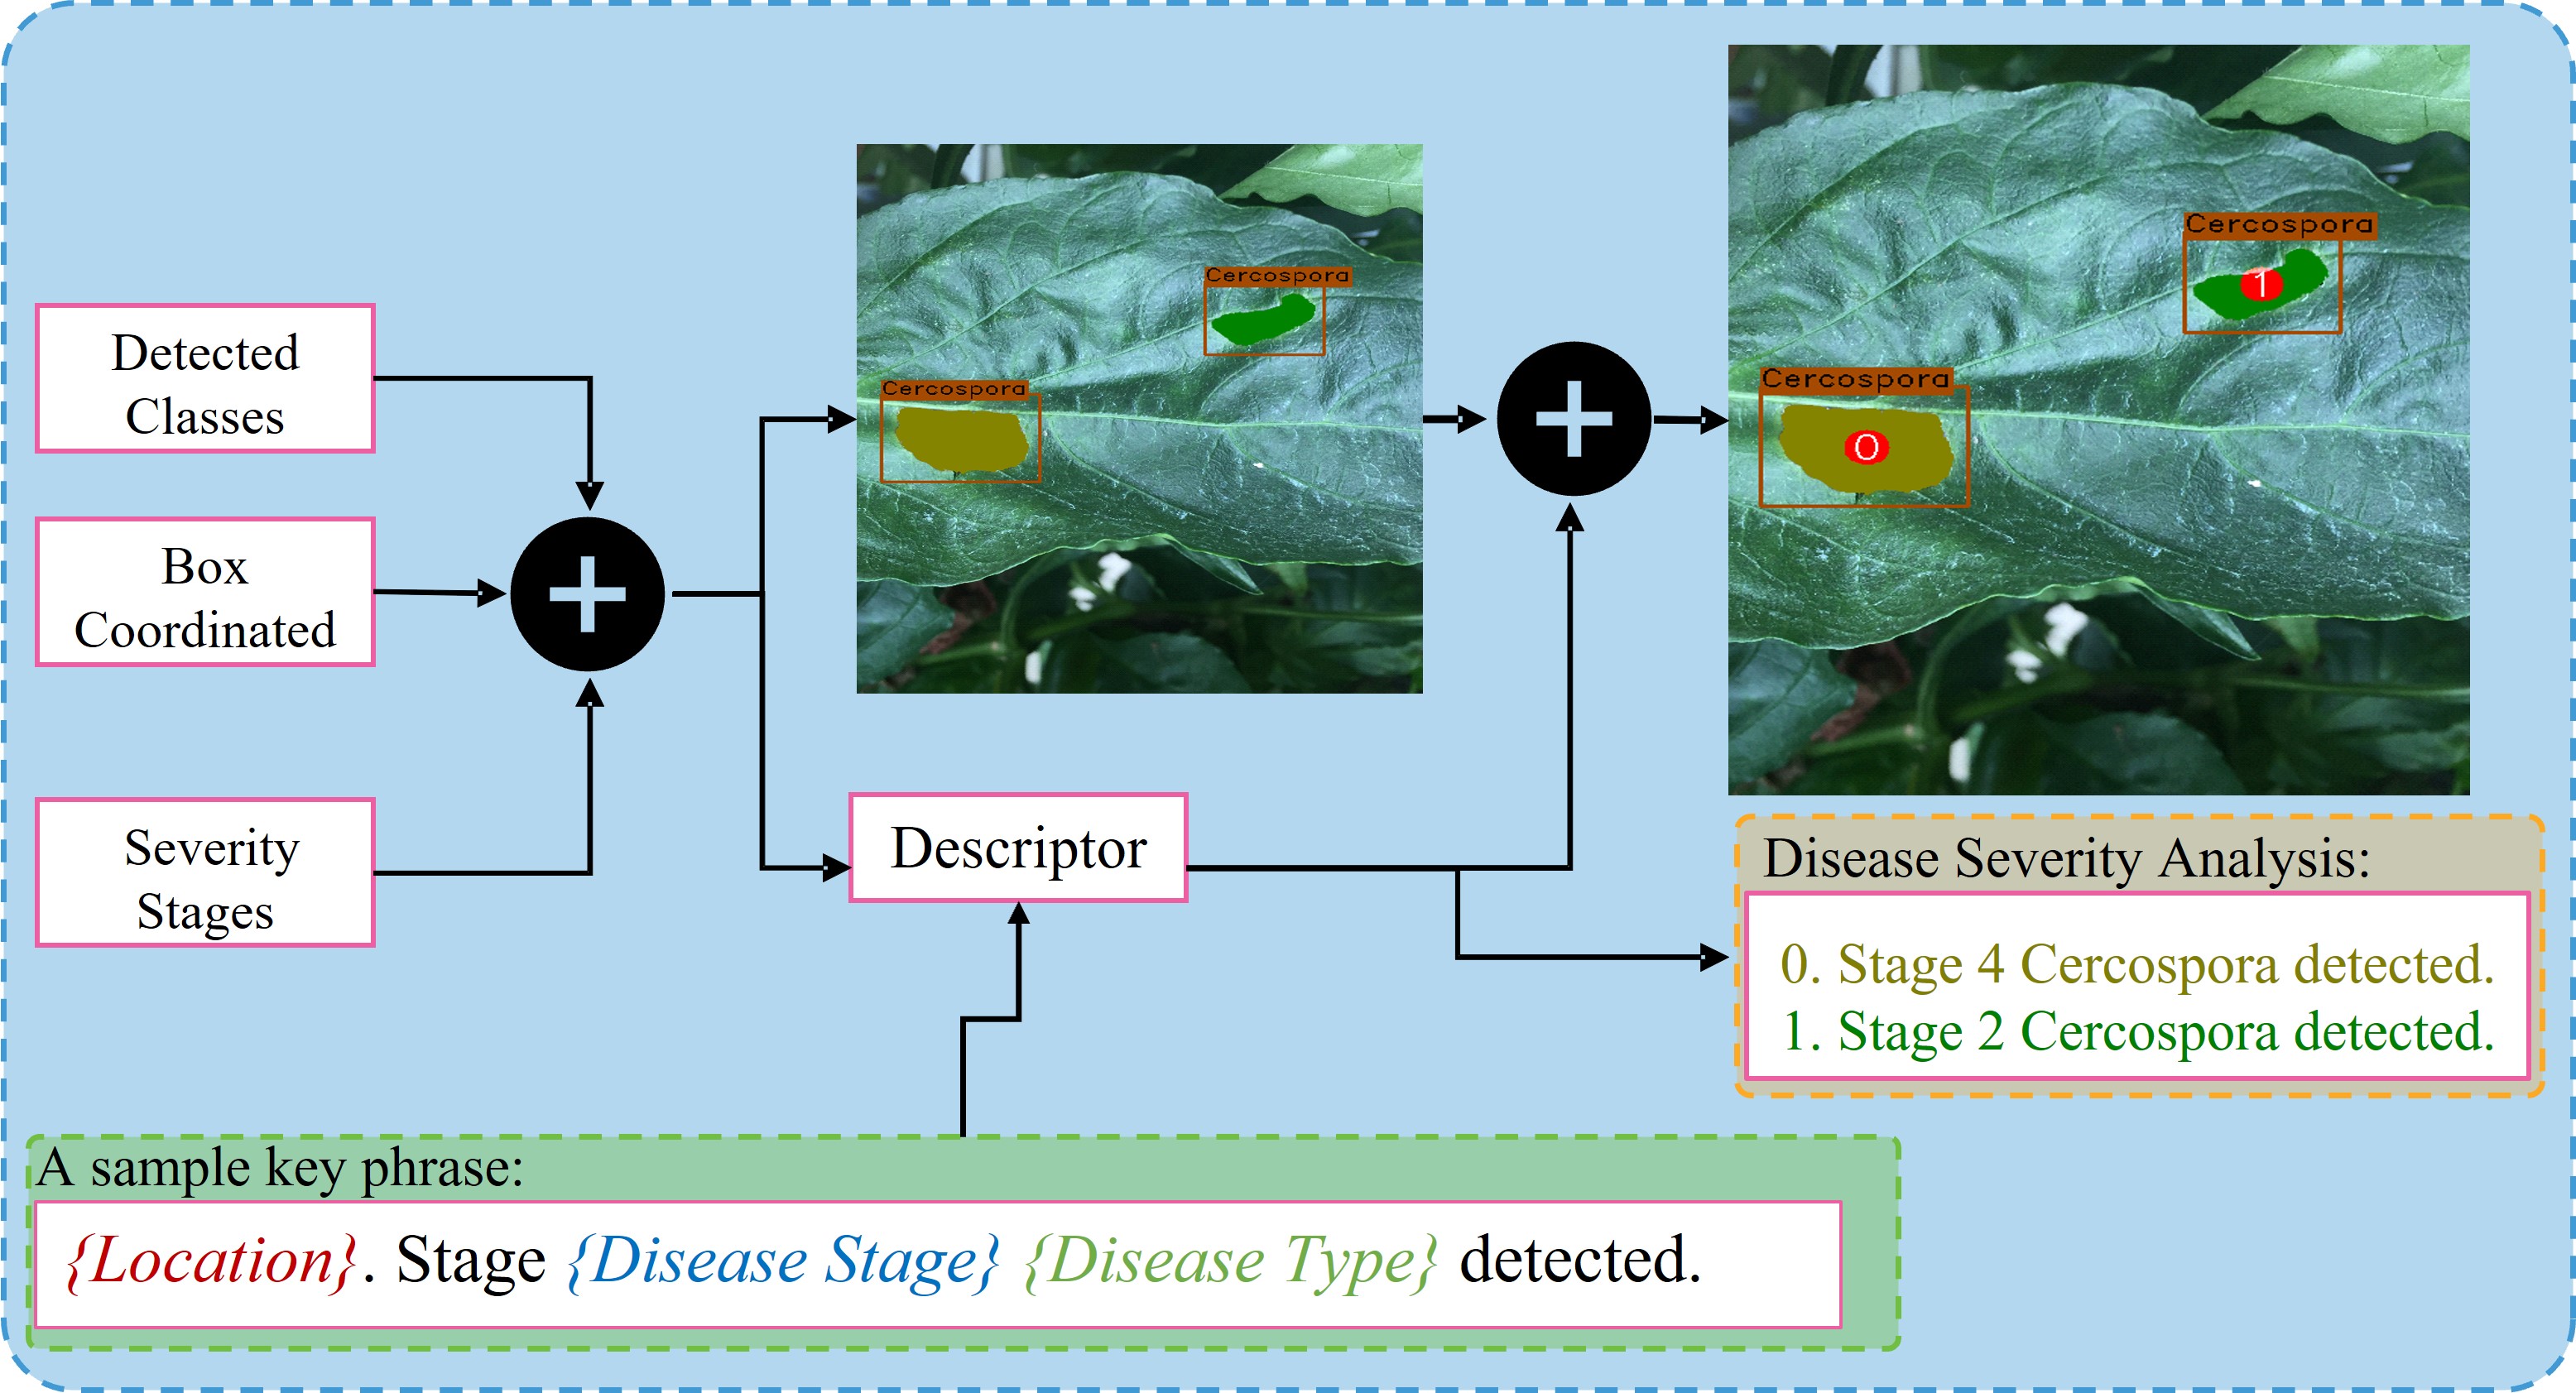 Detected
Classes
Box
Coordinated
Severity
Stages
Cercospora
Cercospora
Descriptor
Cercospora
1
Cercospora
0
Disease Severity Analysis:
0. Stage 4 Cercospora detected.
1. Stage 2 Cercospora detected.
A sample key phrase:
{Location}. Stage {Disease Stage} {Disease Type} detected.